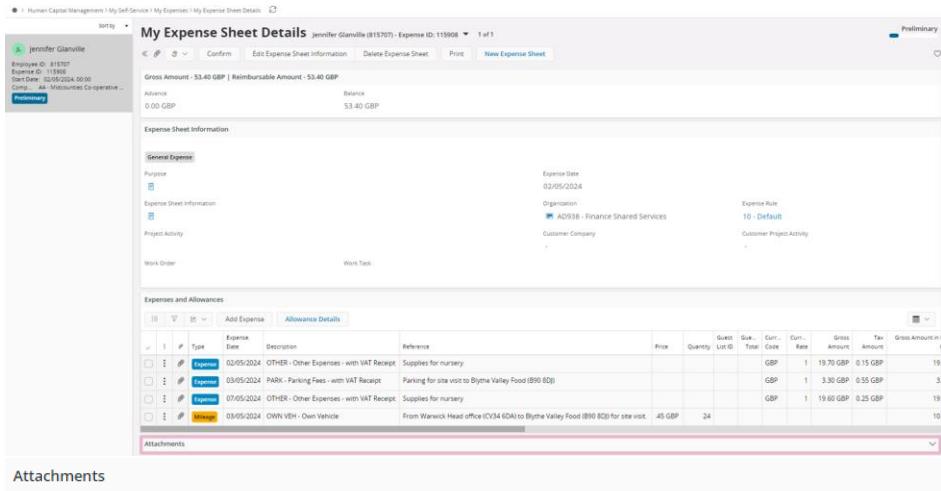 Human Capital Management > My Self-Service > My Expenses > My Expense Sheet Details
Sort by
Jennifer Glanville
Employee ID: 815707
Expense ID: 115908
Start Date: 02/05/2024, 00:00
Comp... AA - Midcounties Co-operative ...
Preliminary
My Expense Sheet Details Jennifer Glanville (815707) - Expense ID: 115908 1 of 1
Preliminary
Confirm Edit Expense Sheet Information Delete Expense Sheet Print New Expense Sheet
Gross Amount - 53.40 GBP | Reimbursable Amount - 53.40 GBP
Advance Balance
0.00 GBP 53.40 GBP
Expense Sheet Information
General Expense
Purpose Expense Date
02/05/2024
Expense Sheet Information Organization Expense Rule
AD938 - Finance Shared Services 10 - Default
Project Activity Customer Company Customer Project Activity
- -
Work Order Work Task
Expenses and Allowances
Add Expense Allowance Details
Type Expense Date Description Reference Price Quantity Guest List ID Gue... Total Curr... Code Curr... Rate Gross Amount Tax Amount Gross Amount in
Expense 02/05/2024 OTHER - Other Expenses - with VAT Receipt Supplies for nursery GBP 1 19.70 GBP 0.15 GBP 19
Expense 03/05/2024 PARK - Parking Fees - with VAT Receipt Parking for site visit to Blythe Valley Food (B90 8DJ) GBP 1 3.30 GBP 0.55 GBP 3.
Expense 07/05/2024 OTHER - Other Expenses - with VAT Receipt Supplies for nursery GBP 1 19.60 GBP 0.25 GBP 19
Mileage 03/05/2024 OWN VEH - Own Vehicle From Warwick Head office (CV34 6DA) to Blythe Valley Food (B90 8DJ) for site visit. .45 GBP 24 10
Attachments
Attachments